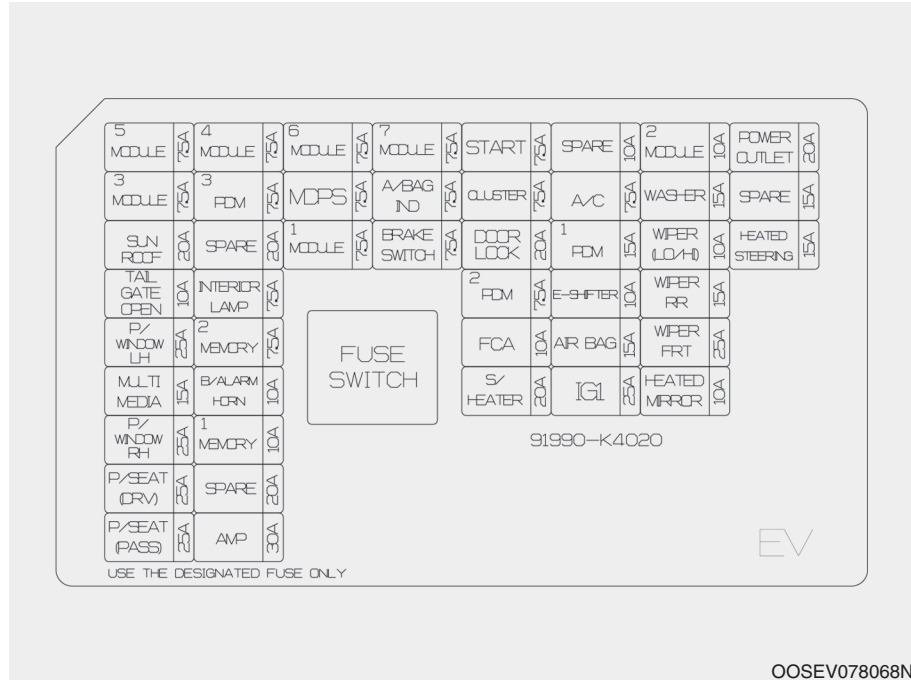 5 MODULE 7.5A 4 MODULE 7.5A 6 MODULE 7.5A 7 MODULE 7.5A START 7.5A SPARE 10A 2 MODULE 10A POWER OUTLET 20A
3 MODULE 7.5A 3 PDM 7.5A MDPS 7.5A A/BAG IND 7.5A CLUSTER 7.5A A/C 7.5A WASHER 15A SPARE 15A
SUN ROOF 20A SPARE 20A 1 MODULE 7.5A BRAKE SWITCH 7.5A DOOR LOCK 20A 1 PDM 15A WIPER (LO/HI) 10A HEATED STEERING 15A
TAIL GATE OPEN 10A INTERIOR LAMP 7.5A 2 PDM 7.5A E-SHIFTER 10A WIPER RR 15A
P/WINDOW LH 25A 2 MEMORY 7.5A FCA 10A AIR BAG 15A WIPER FRT 25A
FUSE SWITCH
MULTI MEDIA 15A B/ALARM HORN 10A S/HEATER 20A IG1 25A HEATED MIRROR 10A
P/WINDOW RH 25A 1 MEMORY 10A
91990-K4020
P/SEAT (DRV) 25A SPARE 20A
P/SEAT (PASS) 25A AMP 30A
EV
USE THE DESIGNATED FUSE ONLY
OOSEV078068N